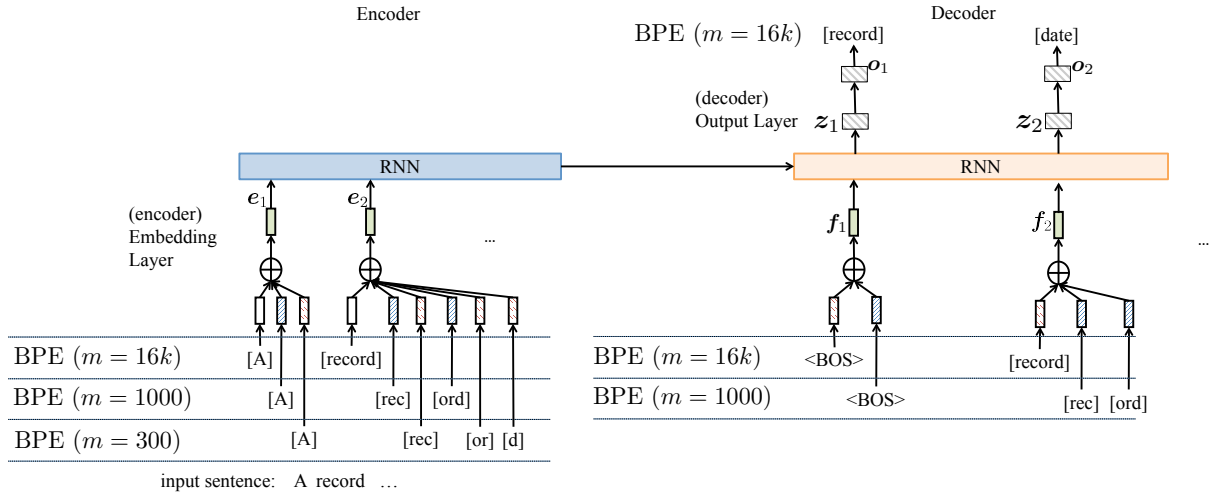 Encoder
Decoder
BPE (m = 16k)
[record]
[date]
o1
o2
(decoder)
Output Layer
z1
z2
RNN
RNN
e1
e2
f1
f2
(encoder)
Embedding
Layer
...
...
BPE (m = 16k)
[A]
[record]
BPE (m = 1000)
[A]
[rec]
[ord]
BPE (m = 300)
[A]
[rec]
[or]
[d]
input sentence: A record ...
BPE (m = 16k)
<BOS>
[record]
BPE (m = 1000)
<BOS>
[rec]
[ord]